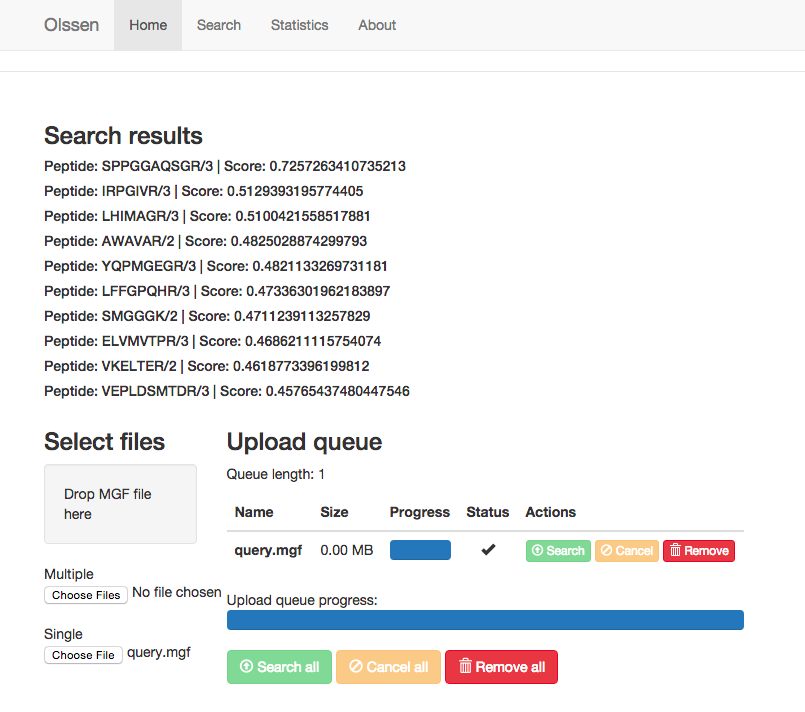 Olssen Home Search Statistics About
Search results
Peptide: SPPGGAQSGR/3 | Score: 0.7257263410735213
Peptide: IRPGIVR/3 | Score: 0.5129393195774405
Peptide: LHIMAGR/3 | Score: 0.5100421558517881
Peptide: AWAVAR/2 | Score: 0.4825028874299793
Peptide: YQPMGEGR/3 | Score: 0.4821133269731181
Peptide: LFFGPQHR/3 | Score: 0.47336301962183897
Peptide: SMGGGK/2 | Score: 0.4711239113257829
Peptide: ELVMVTPR/3 | Score: 0.4686211115754074
Peptide: VKELTER/2 | Score: 0.4618773396199812
Peptide: VEPLDSMTDR/3 | Score: 0.45765437480447546
Select files
Drop MGF file
here
Multiple
Choose Files No file chosen
Single
Choose File query.mgf
Upload queue
Queue length: 1
Name Size Progress Status Actions
query.mgf 0.00 MB Search Cancel Remove
Upload queue progress:
Search all Cancel all Remove all